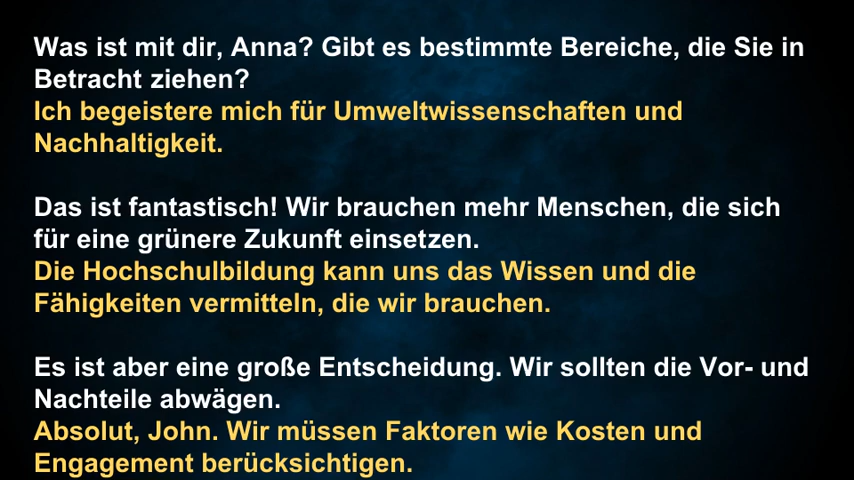 Was ist mit dir, Anna? Gibt es bestimmte Bereiche, die Sie in
Betracht ziehen?
Ich begeistere mich für Umweltwissenschaften und
Nachhaltigkeit.
Das ist fantastisch! Wir brauchen mehr Menschen, die sich
für eine grünere Zukunft einsetzen.
Die Hochschulbildung kann uns das Wissen und die
Fähigkeiten vermitteln, die wir brauchen.
Es ist aber eine große Entscheidung. Wir sollten die Vor- und
Nachteile abwägen.
Absolut, John. Wir müssen Faktoren wie Kosten und
Engagement berücksichtigen.